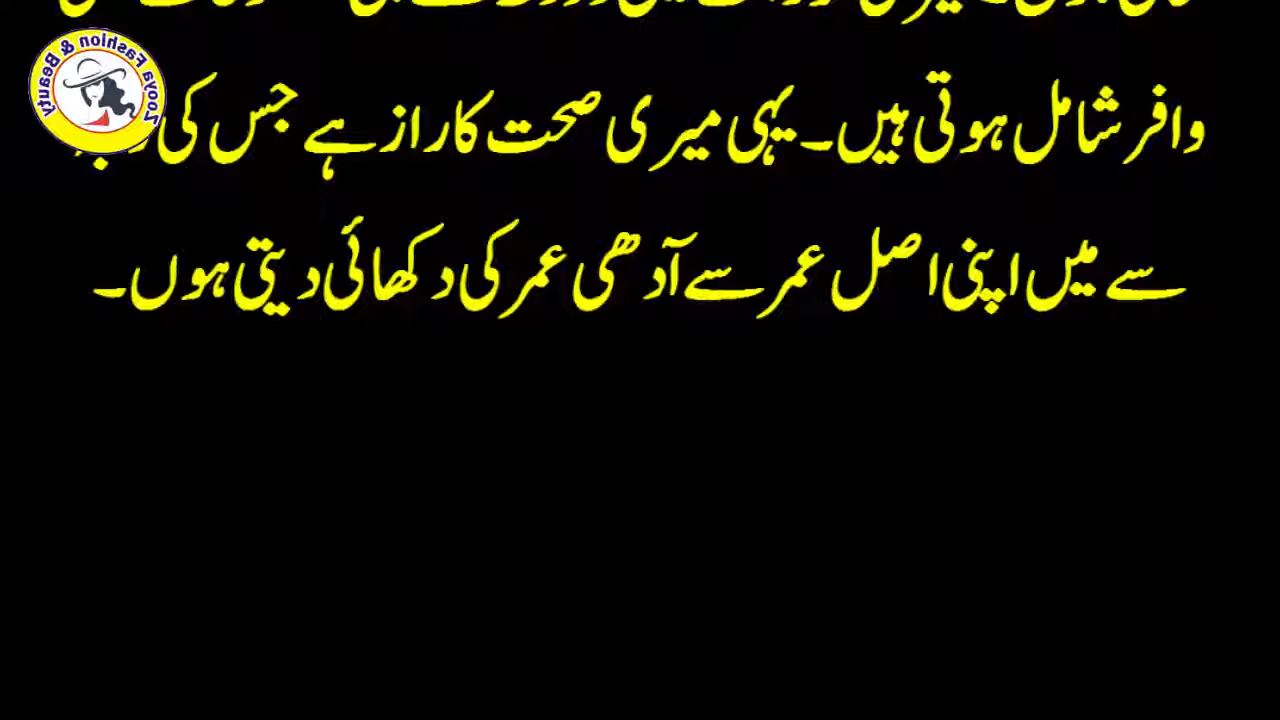 وافر شامل ہوتی ہیں۔ یہی میری صحت کا راز ہے جس کی
سے میں اپنی اصل عمر سے آدھی عمر کی دکھائی دیتی ہوں۔
Zooya Fashion & Beauty